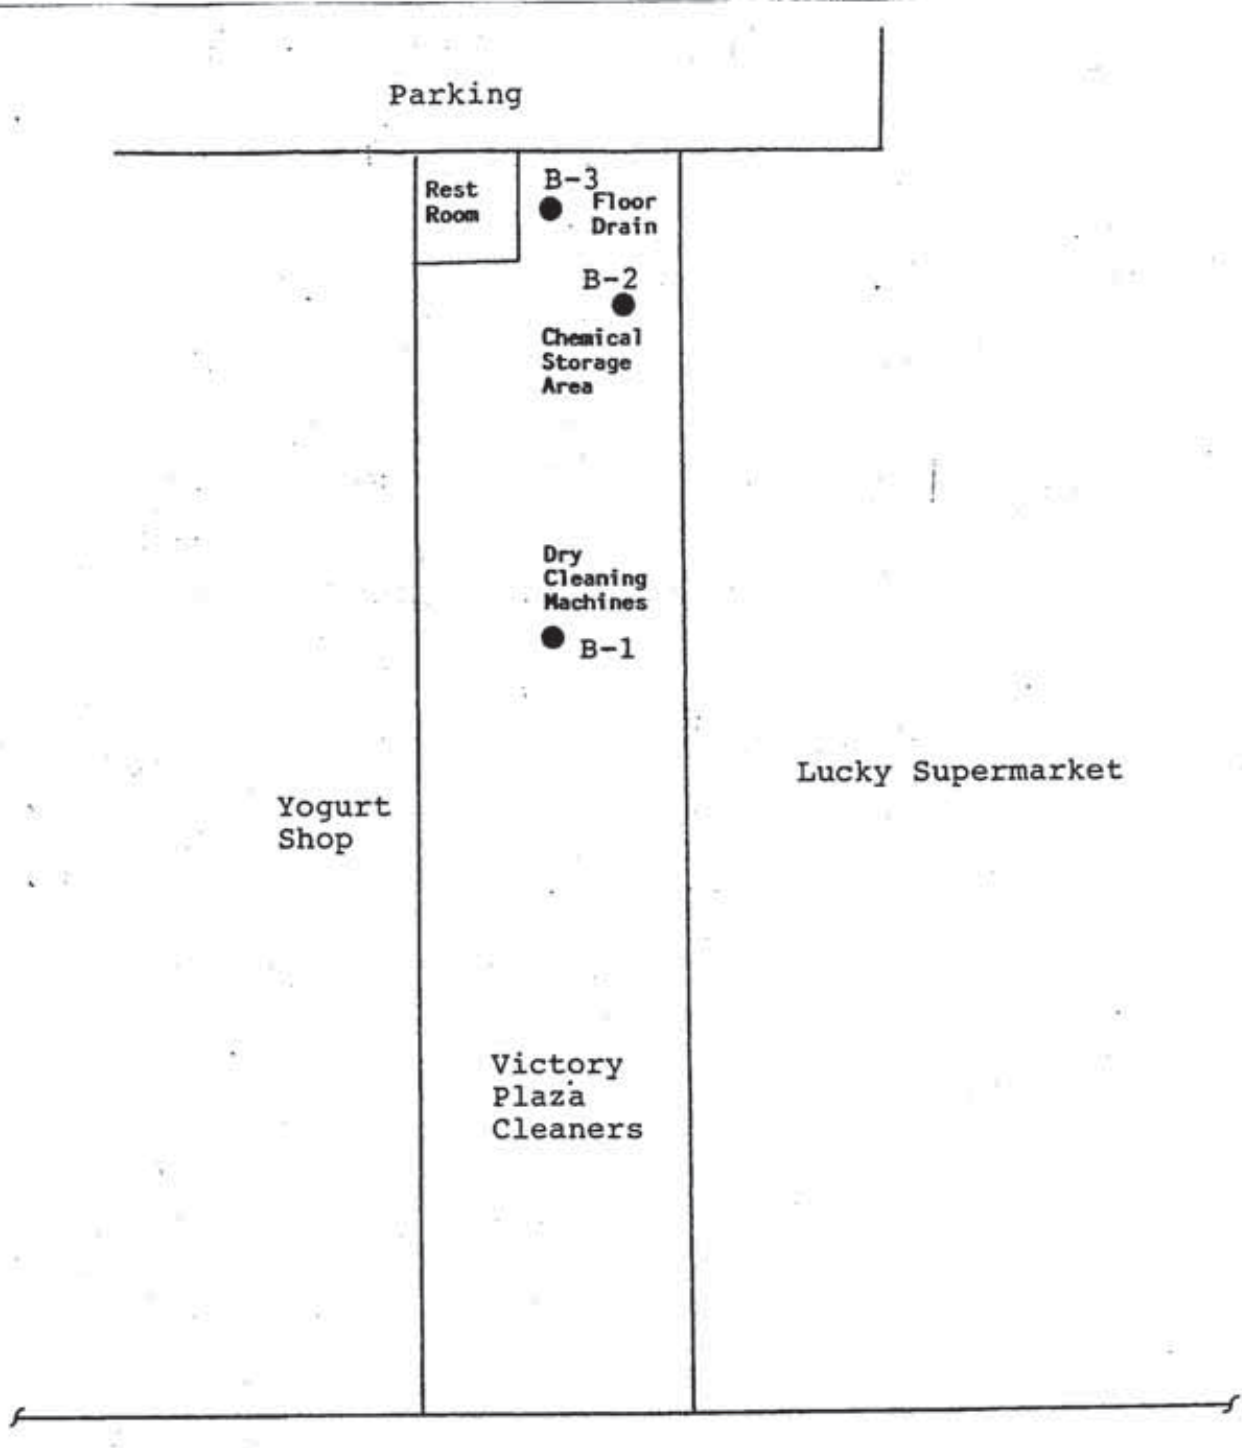 Parking
Rest
Room
B-3
Floor
Drain
B-2
Chemical
Storage
Area
Dry
Cleaning
Machines
B-1
Lucky Supermarket
Yogurt
Shop
Victory
Plaza
Cleaners